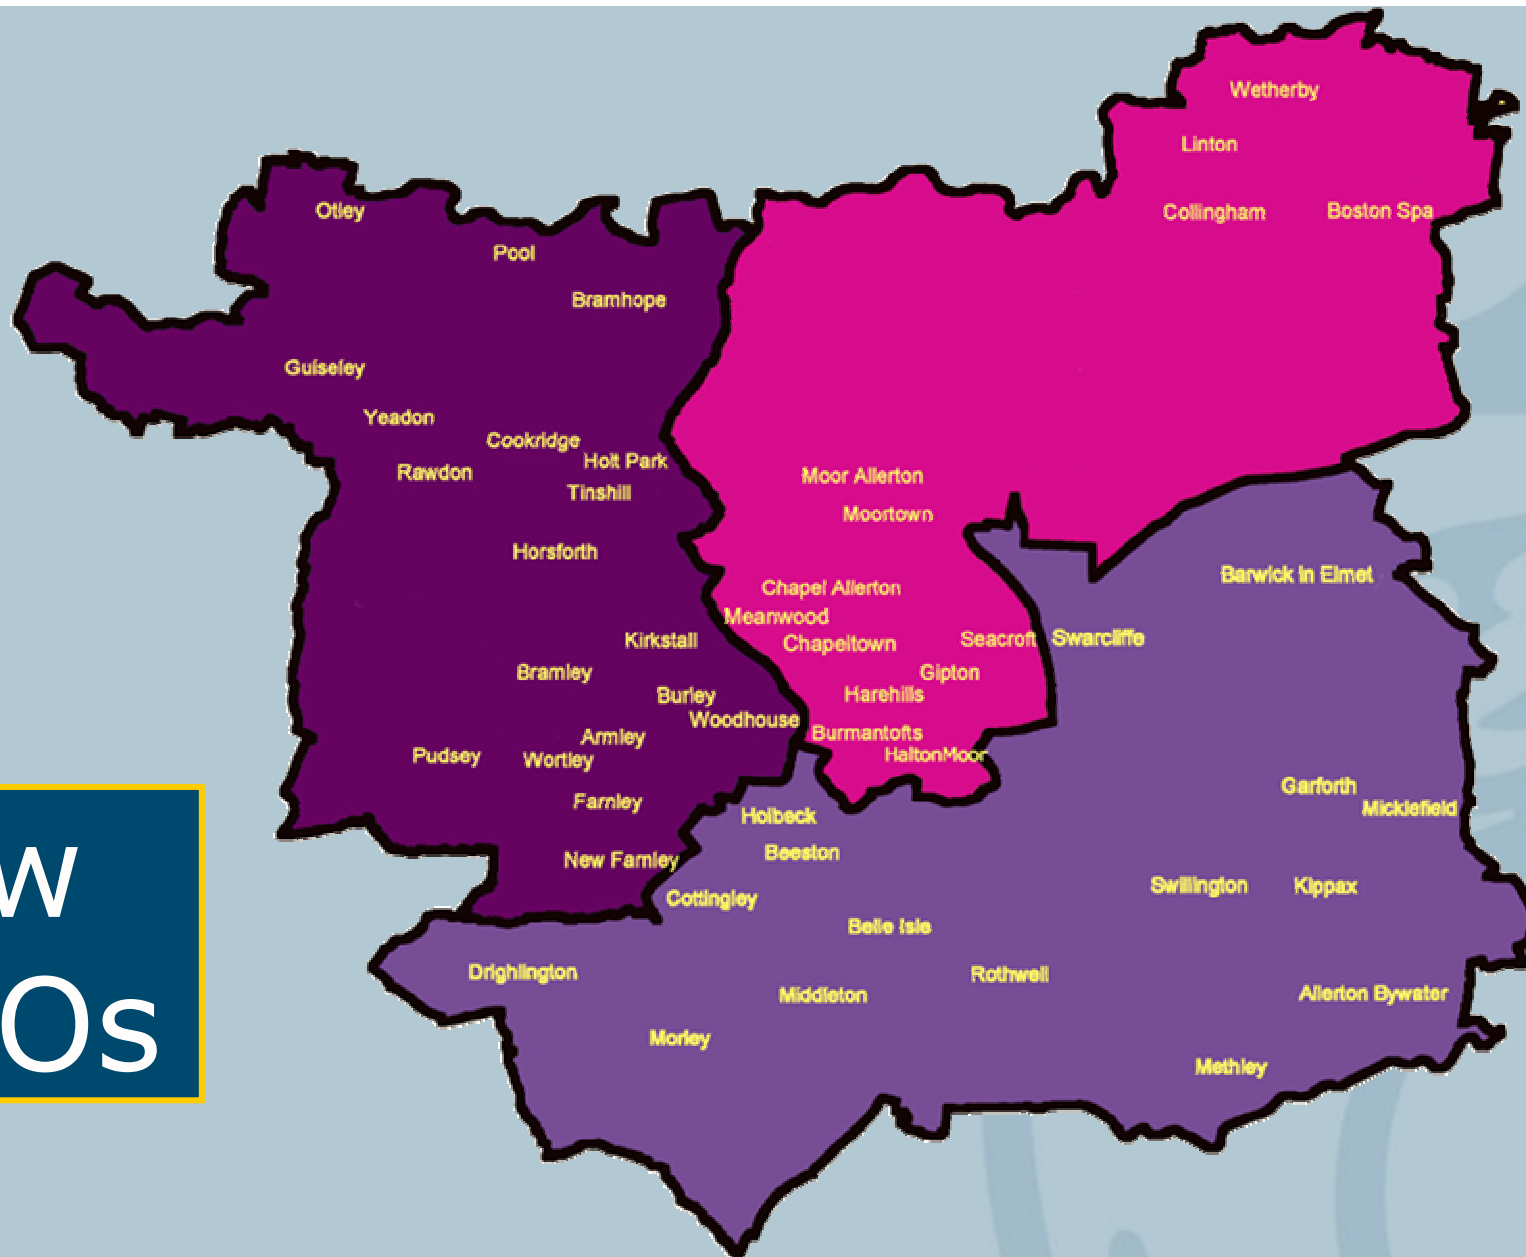 Wetherby
Linton
Collingham
Boston Spa
Otley
Pool
Bramhope
Guiseley
Yeadon
Cookridge
Holt Park
Rawdon
Tinshill
Horsforth
Kirkstall
Bramley
Burley
Woodhouse
Armley
Pudsey
Wortley
Farnley
New Farnley
Moor Allerton
Moortown
Chapel Allerton
Meanwood
Chapeltown
Seacroft
Gipton
Harehills
Burmantofts
HaltonMoor
Barwick in Elmet
Swarcliffe
Garforth
Micklefield
Holbeck
Beeston
Cottingley
Swillington
Kippax
Belle Isle
Drighlington
Rothwell
Middleton
Allerton Bywater
Morley
Methley
w
Os